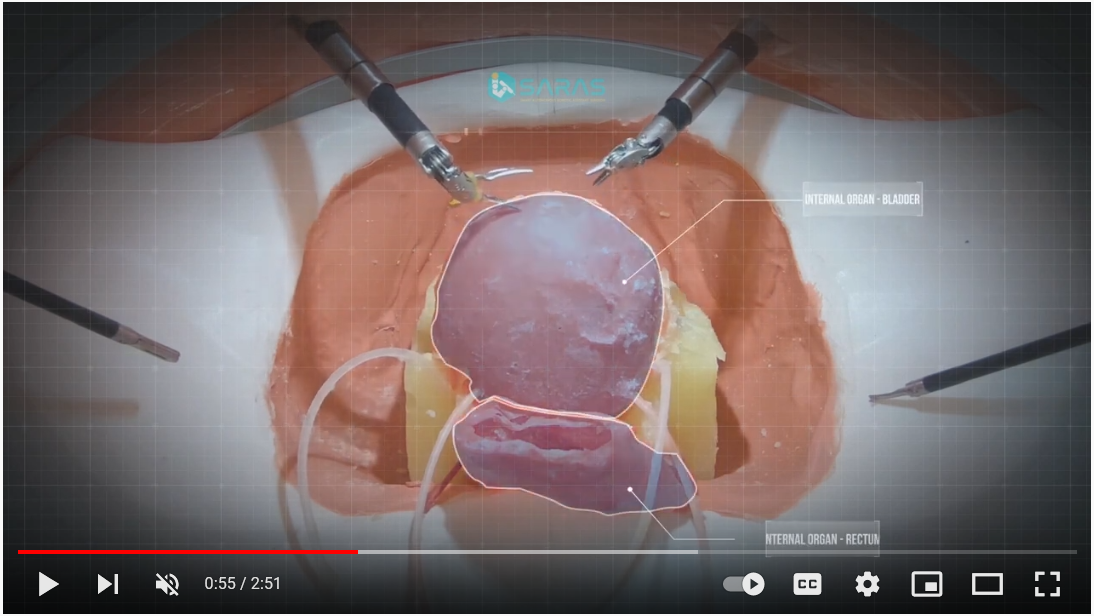 SARAS
INTERNAL ORGAN - BLADDER
INTERNAL ORGAN - RECTUM
0:55 / 2:51
CC